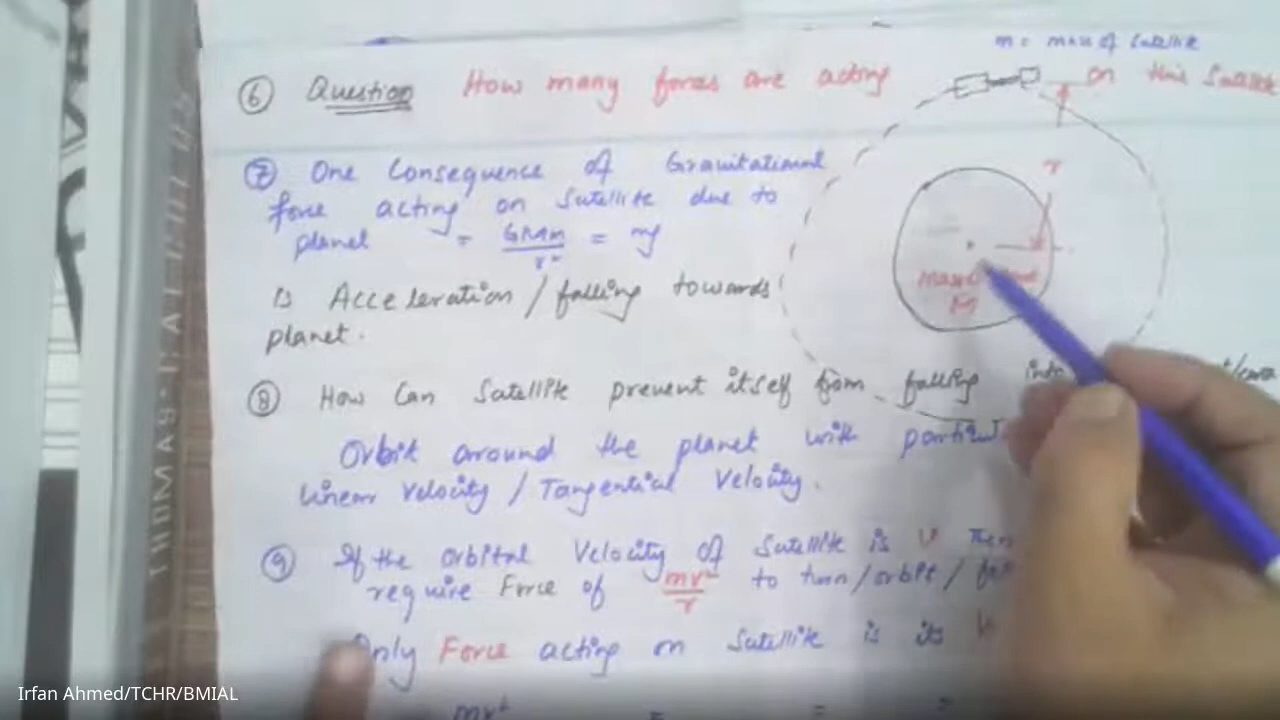 m = mass of Satellite
⑥ Question How many forces are acting on this Satellite
⑦ One Consequence of Gravitational
force acting on Satellite due to
planet = GMm/r² = mg
r
Mass
M
is Acceleration / falling towards
planet.
⑧ How Can Satellite prevent itself from falling into
Orbit around the planet with
linear velocity / Tangential Velocity.
⑨ If the orbital Velocity of Satellite is v Then
require Force of mv²/r to turn/orbit/
Only Force acting on Satellite is its
mv² = = =
THOMAS' CALCULUS
Irfan Ahmed/TCHR/BMIAL